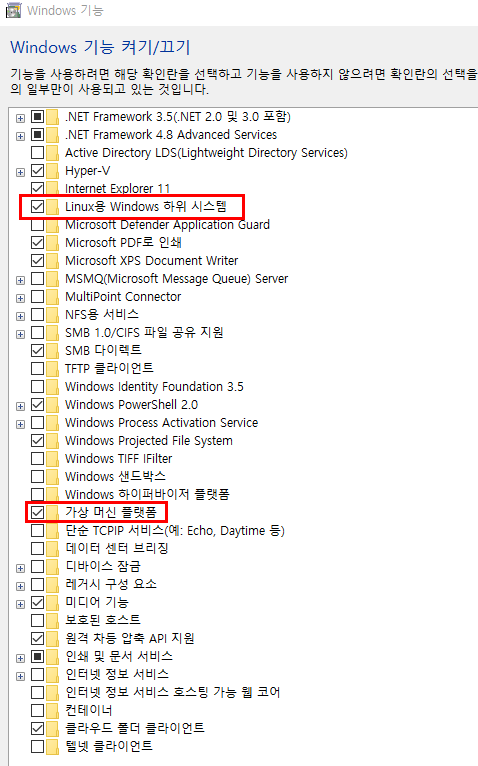 Windows 기능
Windows 기능 켜기/끄기
기능을 사용하려면 해당 확인란을 선택하고 기능을 사용하지 않으려면 확인란의 선택을
의 일부만이 사용되고 있는 것입니다.
.NET Framework 3.5(.NET 2.0 및 3.0 포함)
.NET Framework 4.8 Advanced Services
Active Directory LDS(Lightweight Directory Services)
Hyper-V
Internet Explorer 11
Linux용 Windows 하위 시스템
Microsoft Defender Application Guard
Microsoft PDF로 인쇄
Microsoft XPS Document Writer
MSMQ(Microsoft Message Queue) Server
MultiPoint Connector
NFS용 서비스
SMB 1.0/CIFS 파일 공유 지원
SMB 다이렉트
TFTP 클라이언트
Windows Identity Foundation 3.5
Windows PowerShell 2.0
Windows Process Activation Service
Windows Projected File System
Windows TIFF IFilter
Windows 샌드박스
Windows 하이퍼바이저 플랫폼
가상 머신 플랫폼
단순 TCPIP 서비스(예: Echo, Daytime 등)
데이터 센터 브리징
디바이스 잠금
레거시 구성 요소
미디어 기능
보호된 호스트
원격 차등 압축 API 지원
인쇄 및 문서 서비스
인터넷 정보 서비스
인터넷 정보 서비스 호스팅 가능 웹 코어
컨테이너
클라우드 폴더 클라이언트
텔넷 클라이언트